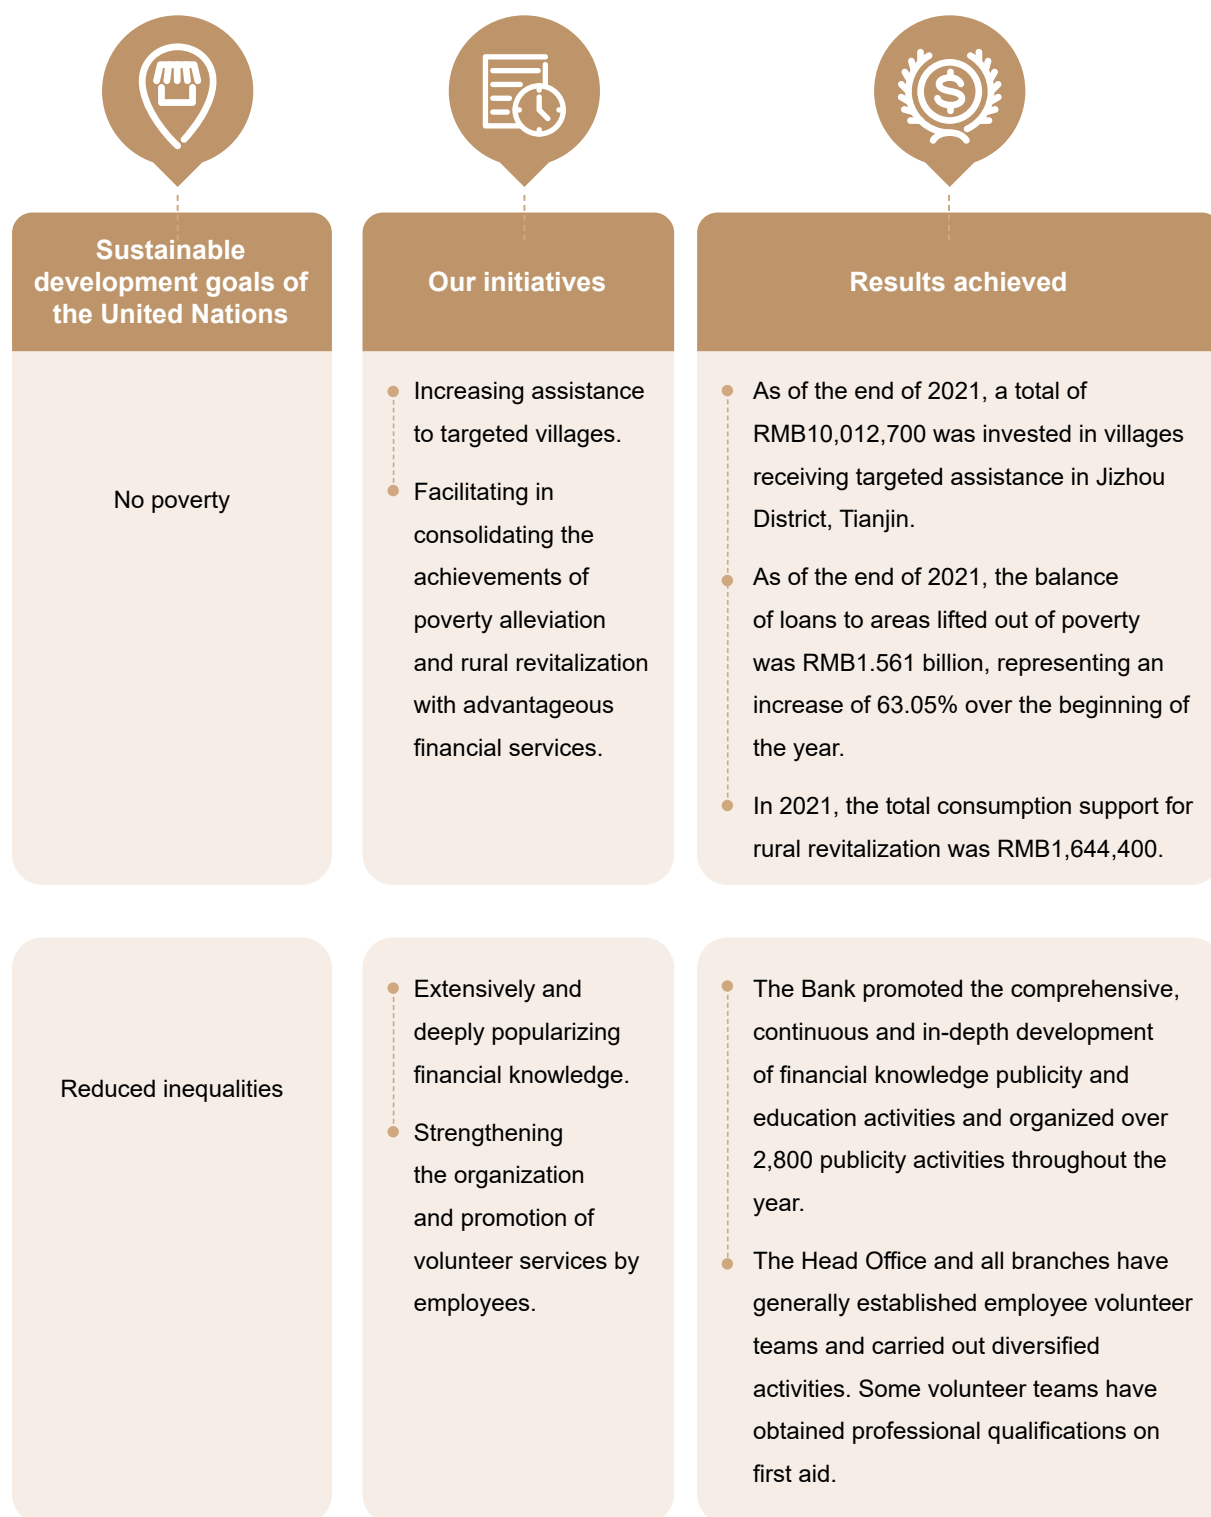 Sustainable
development goals of
the United Nations
Our initiatives
Results achieved
No poverty
Increasing assistance
to targeted villages.
Facilitating in
consolidating the
achievements of
poverty alleviation
and rural revitalization
with advantageous
financial services.
As of the end of 2021, a total of
RMB10,012,700 was invested in villages
receiving targeted assistance in Jizhou
District, Tianjin.
As of the end of 2021, the balance
of loans to areas lifted out of poverty
was RMB1.561 billion, representing an
increase of 63.05% over the beginning of
the year.
In 2021, the total consumption support for
rural revitalization was RMB1,644,400.
Reduced inequalities
Extensively and
deeply popularizing
financial knowledge.
Strengthening
the organization
and promotion of
volunteer services by
employees.
The Bank promoted the comprehensive,
continuous and in-depth development
of financial knowledge publicity and
education activities and organized over
2,800 publicity activities throughout the
year.
The Head Office and all branches have
generally established employee volunteer
teams and carried out diversified
activities. Some volunteer teams have
obtained professional qualifications on
first aid.